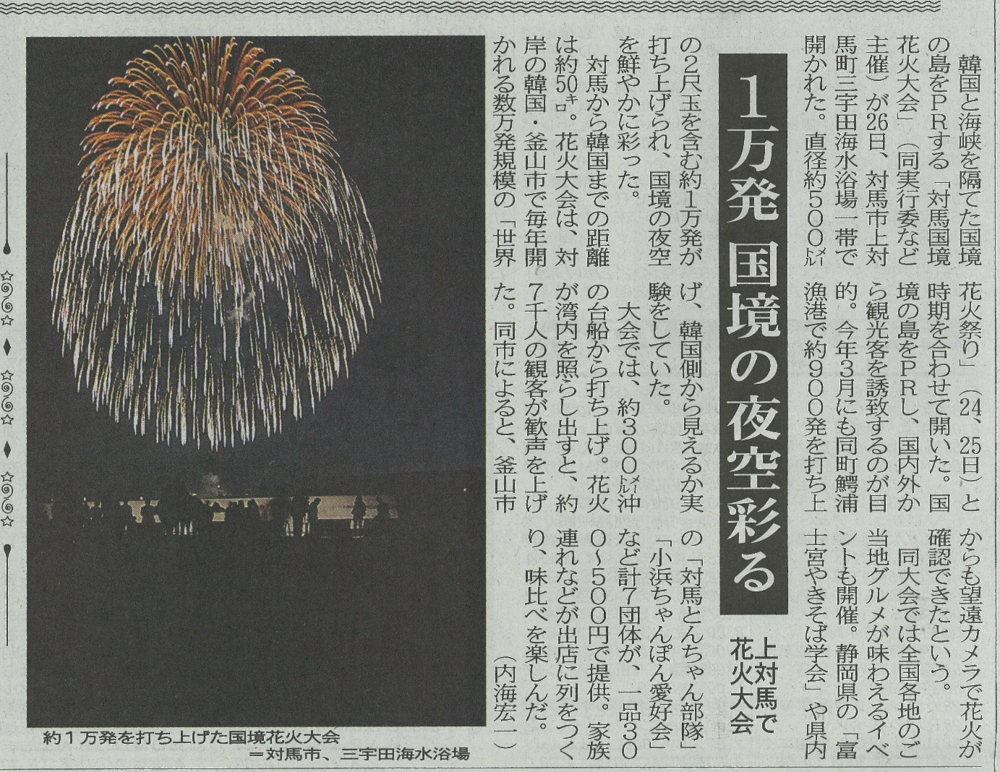 1万発 国境の夜空彩る
上対馬で
花火大会
韓国と海峡を隔てた国境
の島をPRする「対馬国境
花火大会」(同実行委など
主催)が26日、対馬市上対
馬町三宇田海水浴場一帯で
開かれた。直径約500㍍
の2尺玉を含む約1万発が
打ち上げられ、国境の夜空
を鮮やかに彩った。
対馬から韓国までの距離
は約50㌔。花火大会は、対
岸の韓国・釜山市で毎年開
かれる数万発規模の「世界
花火祭り」(24、25日)と
時期を合わせて開いた。国
境の島をPRし、国内外か
ら観光客を誘致するのが目
的。今年3月にも同町鰐浦
漁港で約900発を打ち上
げ、韓国側から見えるか実
験をしていた。
大会では、約300㍍沖
の台船から打ち上げ。花火
が湾内を照らし出すと、約
7千人の観客が歓声を上げ
た。同市によると、釜山市
からも望遠カメラで花火が
確認できたという。
同大会では全国各地のご
当地グルメが味わえるイベ
ントも開催。静岡県の「富
士宮やきそば学会」や県内
の「対馬とんちゃん部隊」
「小浜ちゃんぽん愛好会」
など計7団体が、一品30
0〜500円で提供。家族
連れなどが出店に列をつく
り、味比べを楽しんだ。
(内海宏一)
約1万発を打ち上げた国境花火大会
=対馬市、三宇田海水浴場